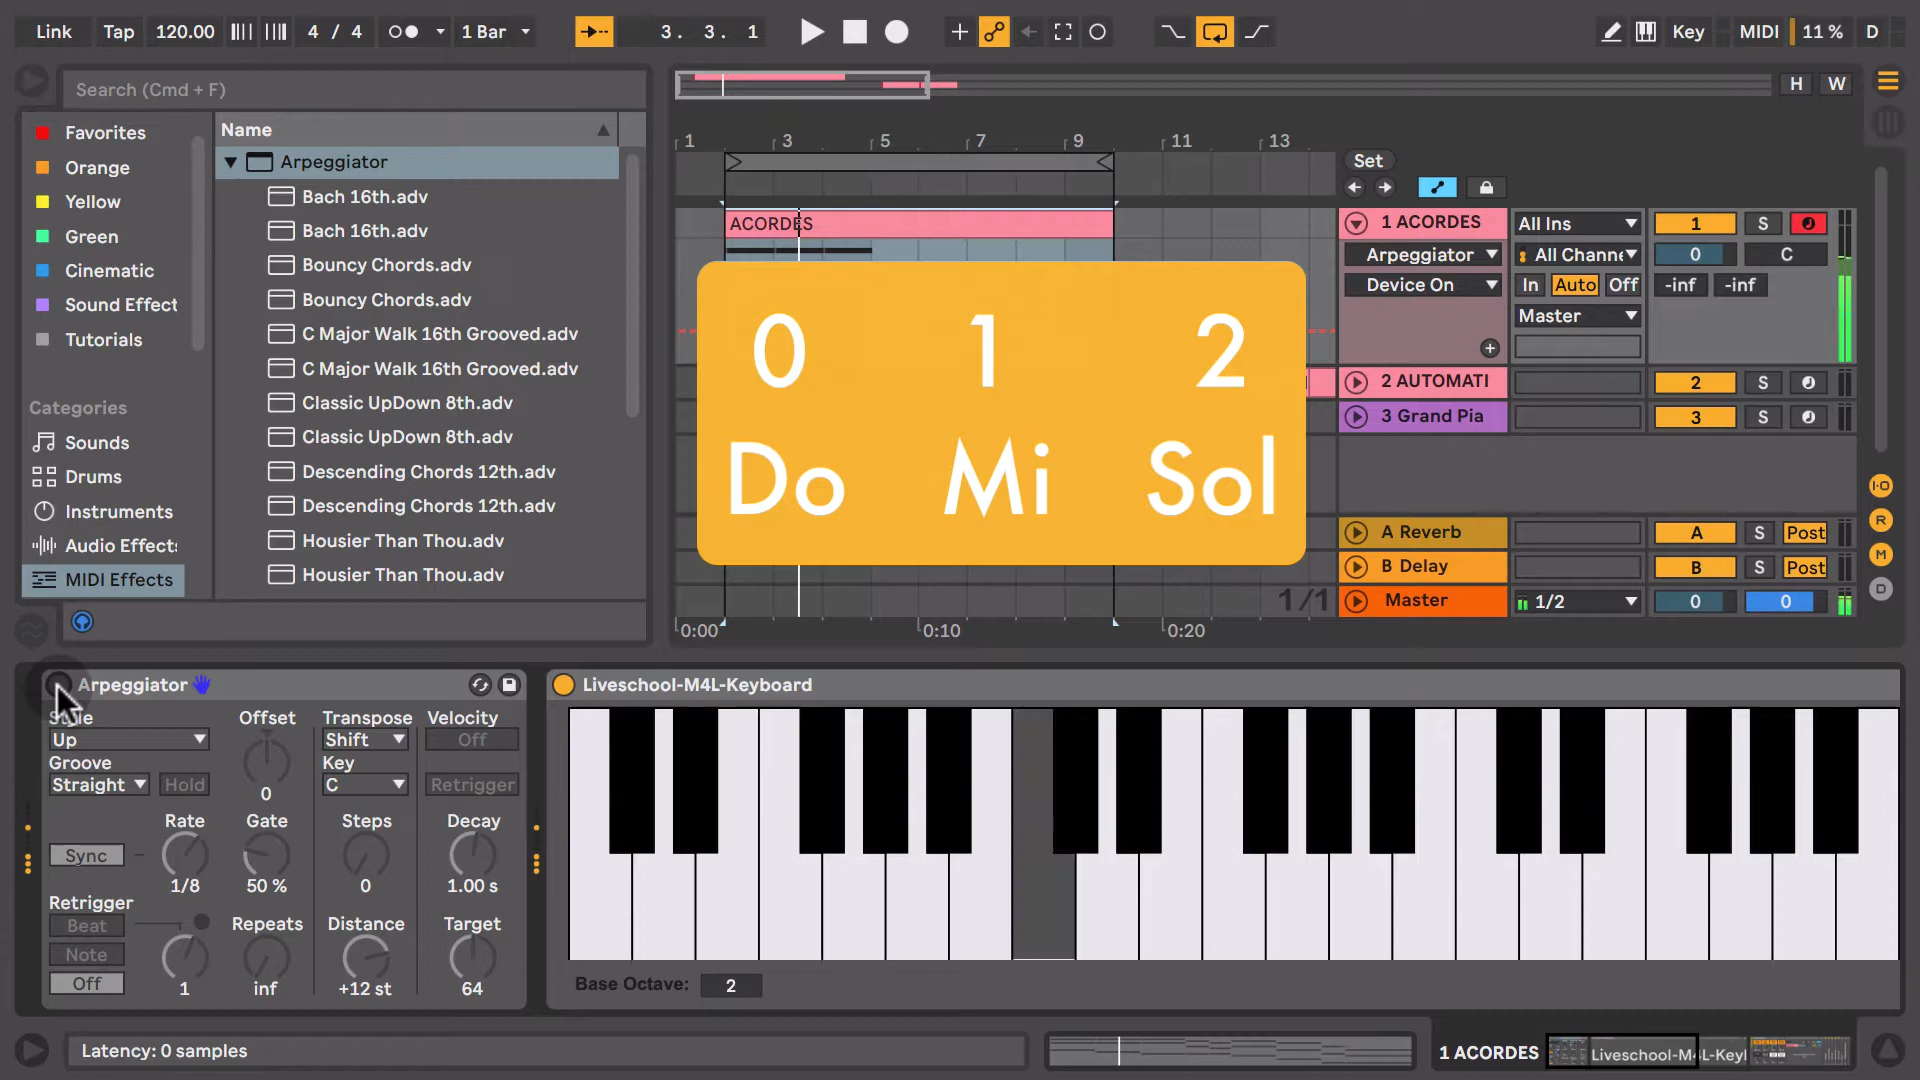 Link Tap 120.00 4 / 4 1 Bar 3. 3. 1 Key MIDI 11 % D
Search (Cmd + F)
H W
Favorites
Orange
Yellow
Green
Cinematic
Sound Effect
Tutorials
Categories
Sounds
Drums
Instruments
Audio Effects
MIDI Effects
Name
Arpeggiator
Bach 16th.adv
Bach 16th.adv
Bouncy Chords.adv
Bouncy Chords.adv
C Major Walk 16th Grooved.adv
C Major Walk 16th Grooved.adv
Classic UpDown 8th.adv
Classic UpDown 8th.adv
Descending Chords 12th.adv
Descending Chords 12th.adv
Housier Than Thou.adv
Housier Than Thou.adv
1 3 5 7 9 11 13
ACORDES
0 1 2
Do Mi Sol
1/1
0:00 0:10 0:20
Set
1 ACORDES All Ins 1 S
Arpeggiator All Channe 0 C
Device On In Auto Off -inf -inf
Master
2 AUTOMATI 2 S
3 Grand Pia 3 S
A Reverb A S Post
B Delay B S Post
Master 1/2 0 0
I·O
R
M
D
Arpeggiator
Style Offset Transpose Velocity
Up Shift Off
Groove Key
Straight Hold 0 C Retrigger
Rate Gate Steps Decay
Sync
1/8 50 % 0 1.00 s
Retrigger
Beat Repeats Distance Target
Note
Off 1 inf +12 st 64
Liveschool-M4L-Keyboard
Base Octave: 2
Latency: 0 samples
1 ACORDES Liveschool-M4L-Keyl